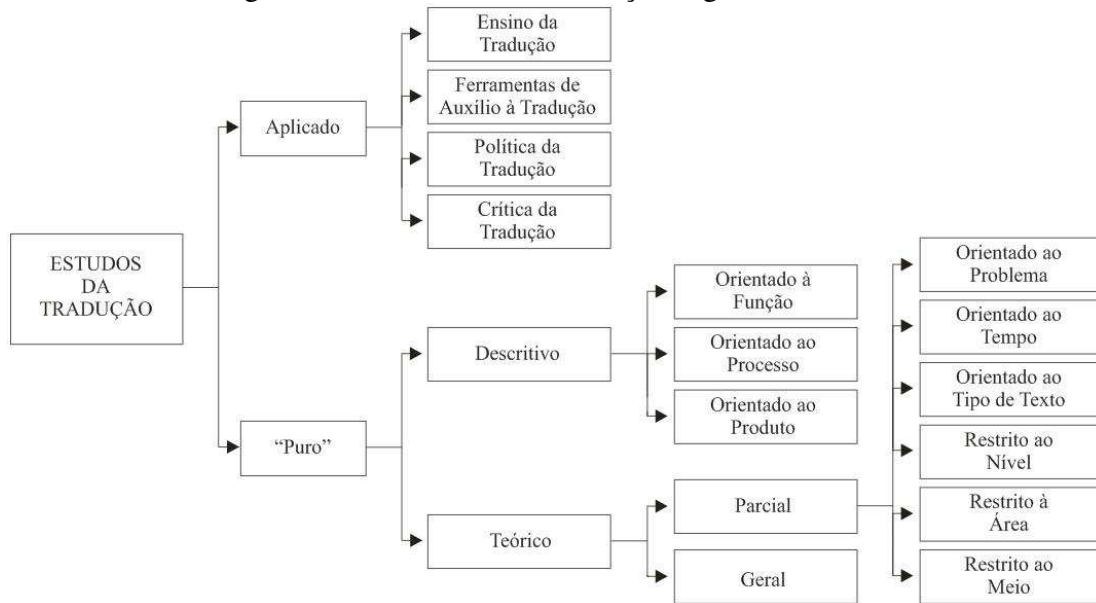 Ensino da
Tradução
Ferramentas de
Auxílio à Tradução
Aplicado
Política da
Tradução
Crítica da
Tradução
ESTUDOS
DA
TRADUÇÃO
Orientado ao
Problema
Orientado à
Função
Orientado ao
Tempo
Descritivo
Orientado ao
Processo
Orientado ao
Tipo de Texto
Orientado ao
Produto
“Puro”
Restrito ao
Nível
Parcial
Restrito à
Área
Teórico
Geral
Restrito ao
Meio